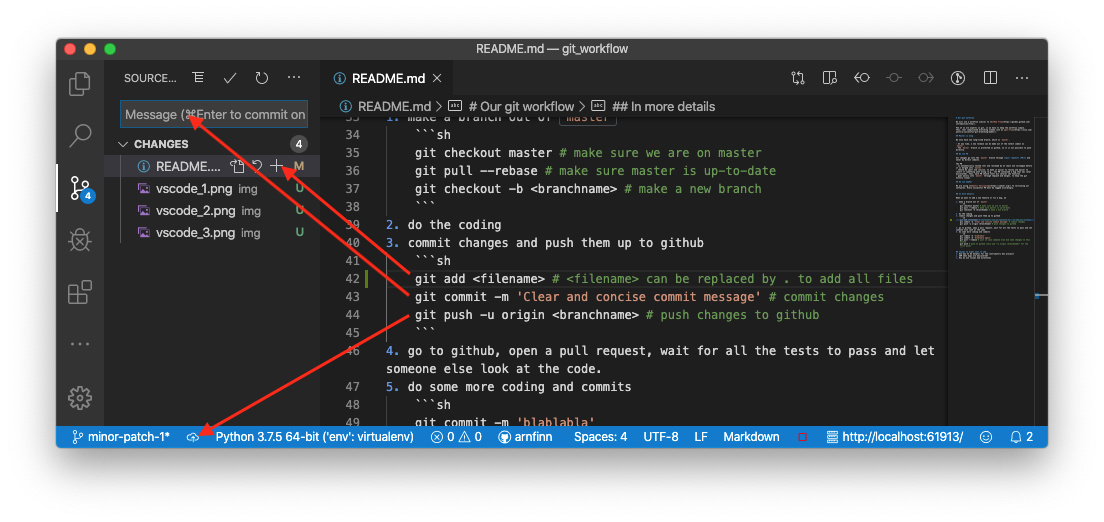 README.md — git_workflow
SOURCE...
README.md
Message (⌘Enter to commit on
README.md > # Our git workflow > ## In more details
CHANGES 4
README.... M
vscode_1.png img U
vscode_2.png img U
vscode_3.png img U
4
33 1. make a branch out of `master`
34 ```sh
35 git checkout master # make sure we are on master
36 git pull --rebase # make sure master is up-to-date
37 git checkout -b <branchname> # make a new branch
38 ```
39 2. do the coding
40 3. commit changes and push them up to github
41 ```sh
42 git add <filename> # <filename> can be replaced by . to add all files
43 git commit -m 'Clear and concise commit message' # commit changes
44 git push -u origin <branchname> # push changes to github
45 ```
46 4. go to github, open a pull request, wait for all the tests to pass and let
someone else look at the code.
47 5. do some more coding and commits
48 ```sh
49 git commit -m 'blablabla'
minor-patch-1* Python 3.7.5 64-bit ('env': virtualenv) 0 0 arnfinn Spaces: 4 UTF-8 LF Markdown http://localhost:61913/ 2